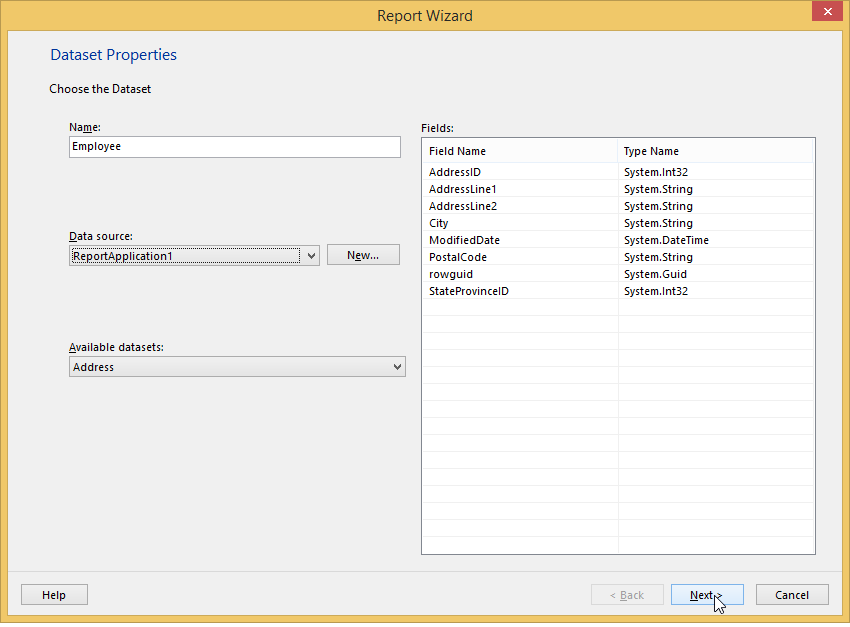 Report Wizard
Dataset Properties
Choose the Dataset
Name:
Employee
Data source:
ReportApplication1
New...
Available datasets:
Address
Fields:
Field Name Type Name
AddressID System.Int32
AddressLine1 System.String
AddressLine2 System.String
City System.String
ModifiedDate System.DateTime
PostalCode System.String
rowguid System.Guid
StateProvinceID System.Int32
Help < Back Next > Cancel